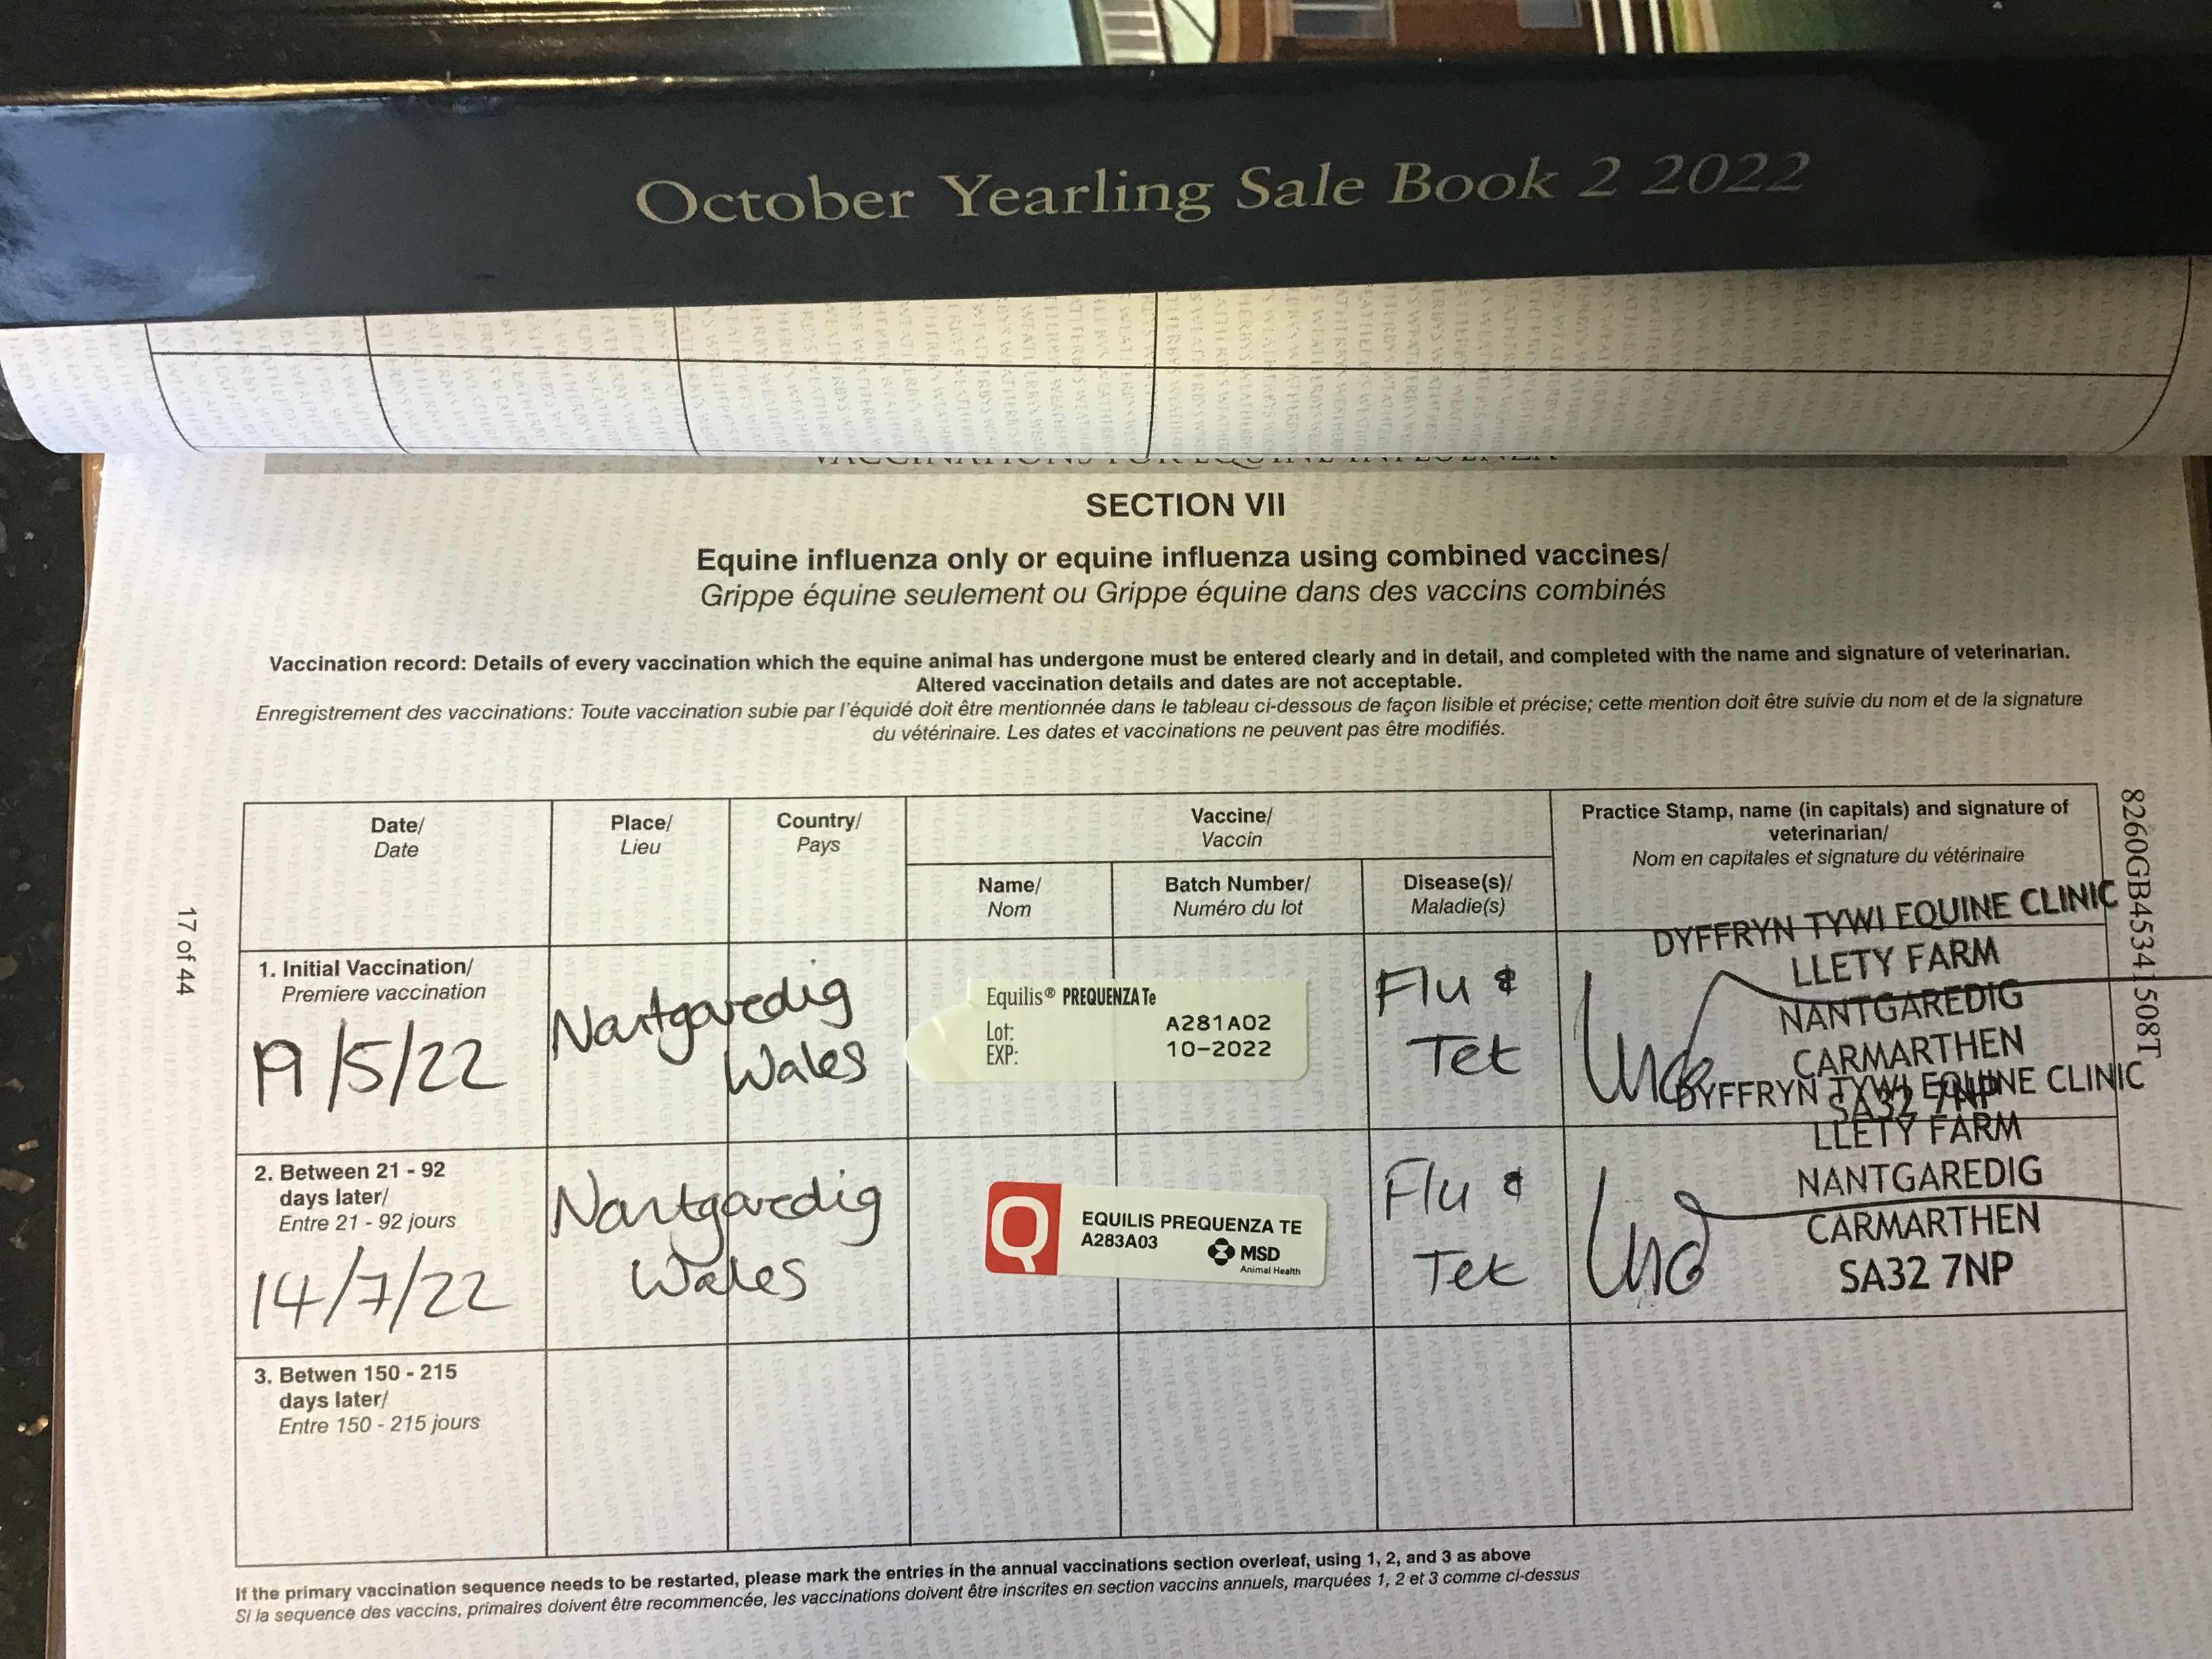 October Yearling Sale Book 2 2022
VACCINATIONS FOR EQUINE INFLUENZA
SECTION VII
Equine influenza only or equine influenza using combined vaccines/
Grippe équine seulement ou Grippe équine dans des vaccins combinés
Vaccination record: Details of every vaccination which the equine animal has undergone must be entered clearly and in detail, and completed with the name and signature of veterinarian.
Altered vaccination details and dates are not acceptable.
Enregistrement des vaccinations: Toute vaccination subie par l'équidé doit être mentionnée dans le tableau ci-dessous de façon lisible et précise; cette mention doit être suivie du nom et de la signature
du vétérinaire. Les dates et vaccinations ne peuvent pas être modifiés.
Date/
Date
Place/
Lieu
Country/
Pays
Vaccine/
Vaccin
Name/
Nom
Batch Number/
Numéro du lot
Disease(s)/
Maladie(s)
Practice Stamp, name (in capitals) and signature of
veterinarian/
Nom en capitales et signature du vétérinaire
1. Initial Vaccination/
Premiere vaccination
19/5/22
Nantgaredig
Wales
Equilis® PREQUENZA Te
Lot: A281A02
EXP: 10-2022
Flu &
Tet
DYFFRYN TYWI EQUINE CLINIC
LLETY FARM
NANTGAREDIG
CARMARTHEN
SA32 7NP
2. Between 21 - 92
days later/
Entre 21 - 92 jours
14/7/22
Nantgaredig
Wales
EQUILIS PREQUENZA TE
A283A03
MSD
Animal Health
Flu &
Tet
DYFFRYN TYWI EQUINE CLINIC
LLETY FARM
NANTGAREDIG
CARMARTHEN
SA32 7NP
3. Betwen 150 - 215
days later/
Entre 150 - 215 jours
If the primary vaccination sequence needs to be restarted, please mark the entries in the annual vaccinations section overleaf, using 1, 2, and 3 as above
Si la sequence des vaccins, primaires doivent être recommencée, les vaccinations doivent être inscrites en section vaccins annuels, marquées 1, 2 et 3 comme ci-dessus
17 of 44